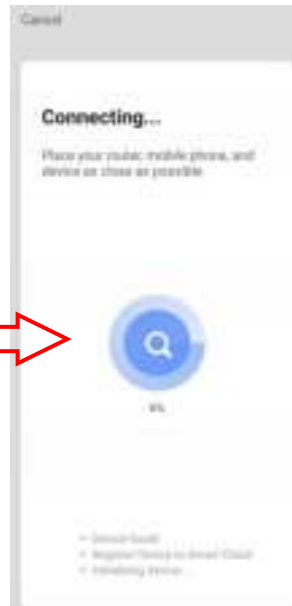 Cancel
Connecting...
Place your router, mobile phone, and
device as close as possible
Device found
Register Device to Smart Cloud
Initializing device...